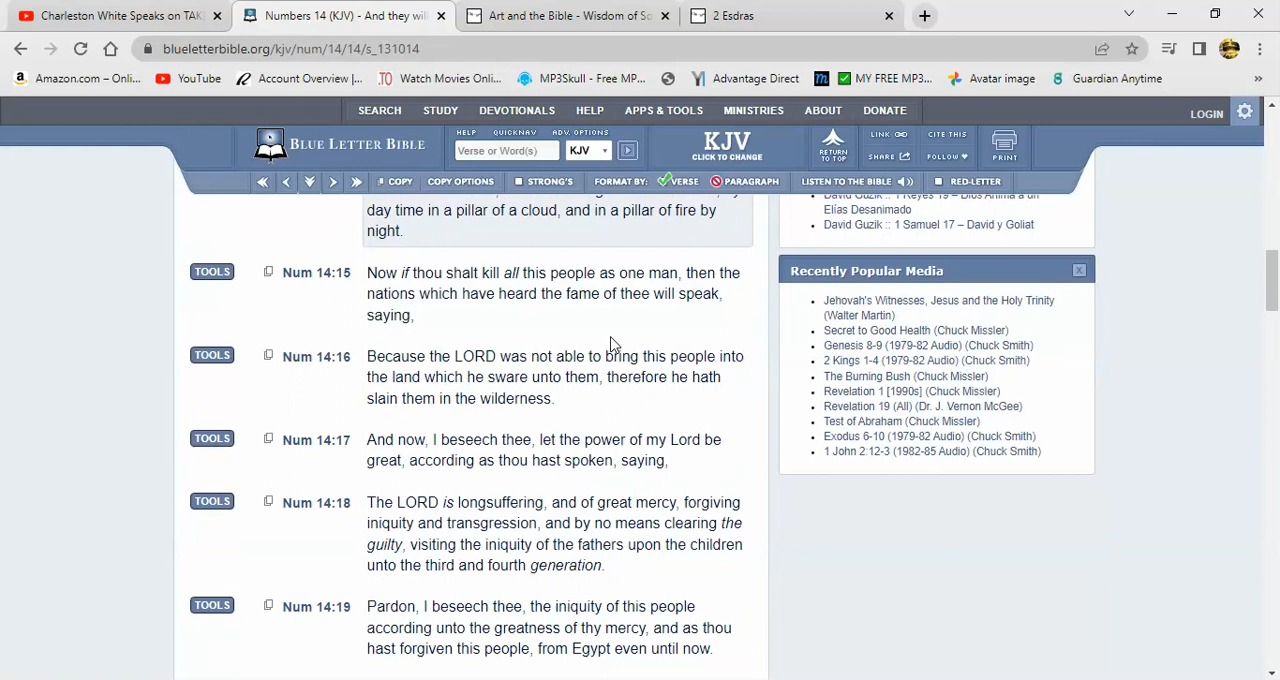 Charleston White Speaks on TAKE
Numbers 14 (KJV) - And they will
Art and the Bible - Wisdom of So
2 Esdras
blueletterbible.org/kjv/num/14/14/s_131014
Amazon.com – Onli...
YouTube
Account Overview |...
Watch Movies Onlin...
MP3Skull - Free MP...
Advantage Direct
MY FREE MP3...
Avatar image
Guardian Anytime
SEARCH
STUDY
DEVOTIONALS
HELP
APPS & TOOLS
MINISTRIES
ABOUT
DONATE
LOGIN
BLUE LETTER BIBLE
HELP QUICKNAV ADV. OPTIONS
Verse or Word(s)
KJV
KJV
CLICK TO CHANGE
RETURN
TO TOP
LINK
CITE THIS
SHARE
FOLLOW
PRINT
COPY
COPY OPTIONS
STRONG'S
FORMAT BY:
VERSE
PARAGRAPH
LISTEN TO THE BIBLE
RED-LETTER
day time in a pillar of a cloud, and in a pillar of fire by
night.
TOOLS
Num 14:15
Now if thou shalt kill all this people as one man, then the
nations which have heard the fame of thee will speak,
saying,
TOOLS
Num 14:16
Because the LORD was not able to bring this people into
the land which he sware unto them, therefore he hath
slain them in the wilderness.
TOOLS
Num 14:17
And now, I beseech thee, let the power of my Lord be
great, according as thou hast spoken, saying,
TOOLS
Num 14:18
The LORD is longsuffering, and of great mercy, forgiving
iniquity and transgression, and by no means clearing the
guilty, visiting the iniquity of the fathers upon the children
unto the third and fourth generation.
TOOLS
Num 14:19
Pardon, I beseech thee, the iniquity of this people
according unto the greatness of thy mercy, and as thou
hast forgiven this people, from Egypt even until now.
David Guzik :: 1 Reyes 19 – Dios Anima a un
Elías Desanimado
David Guzik :: 1 Samuel 17 – David y Goliat
Recently Popular Media
Jehovah's Witnesses, Jesus and the Holy Trinity
(Walter Martin)
Secret to Good Health (Chuck Missler)
Genesis 8-9 (1979-82 Audio) (Chuck Smith)
2 Kings 1-4 (1979-82 Audio) (Chuck Smith)
The Burning Bush (Chuck Missler)
Revelation 1 [1990s] (Chuck Missler)
Revelation 19 (All) (Dr. J. Vernon McGee)
Test of Abraham (Chuck Missler)
Exodus 6-10 (1979-82 Audio) (Chuck Smith)
1 John 2:12-3 (1982-85 Audio) (Chuck Smith)